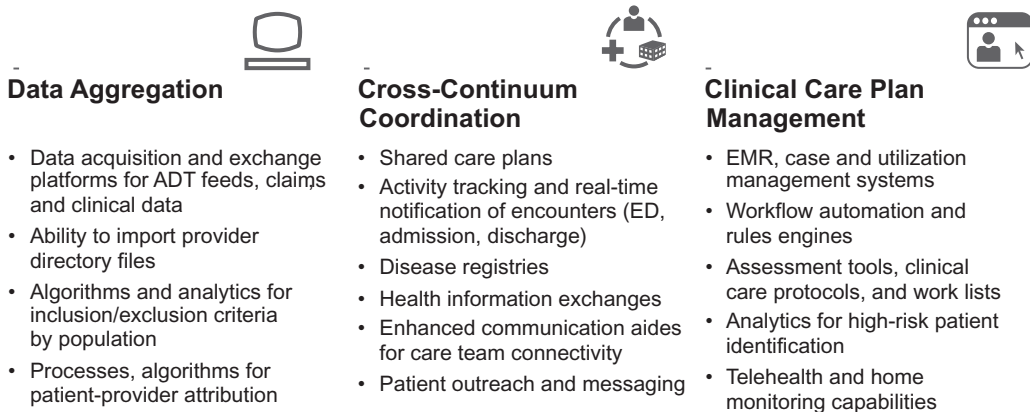 Data Aggregation
• Data acquisition and exchange
platforms for ADT feeds, claims,
and clinical data
• Ability to import provider
directory files
• Algorithms and analytics for
inclusion/exclusion criteria
by population
• Processes, algorithms for
patient-provider attribution
Cross-Continuum
Coordination
• Shared care plans
• Activity tracking and real-time
notification of encounters (ED,
admission, discharge)
• Disease registries
• Health information exchanges
• Enhanced communication aides
for care team connectivity
• Patient outreach and messaging
Clinical Care Plan
Management
• EMR, case and utilization
management systems
• Workflow automation and
rules engines
• Assessment tools, clinical
care protocols, and work lists
• Analytics for high-risk patient
identification
• Telehealth and home
monitoring capabilities